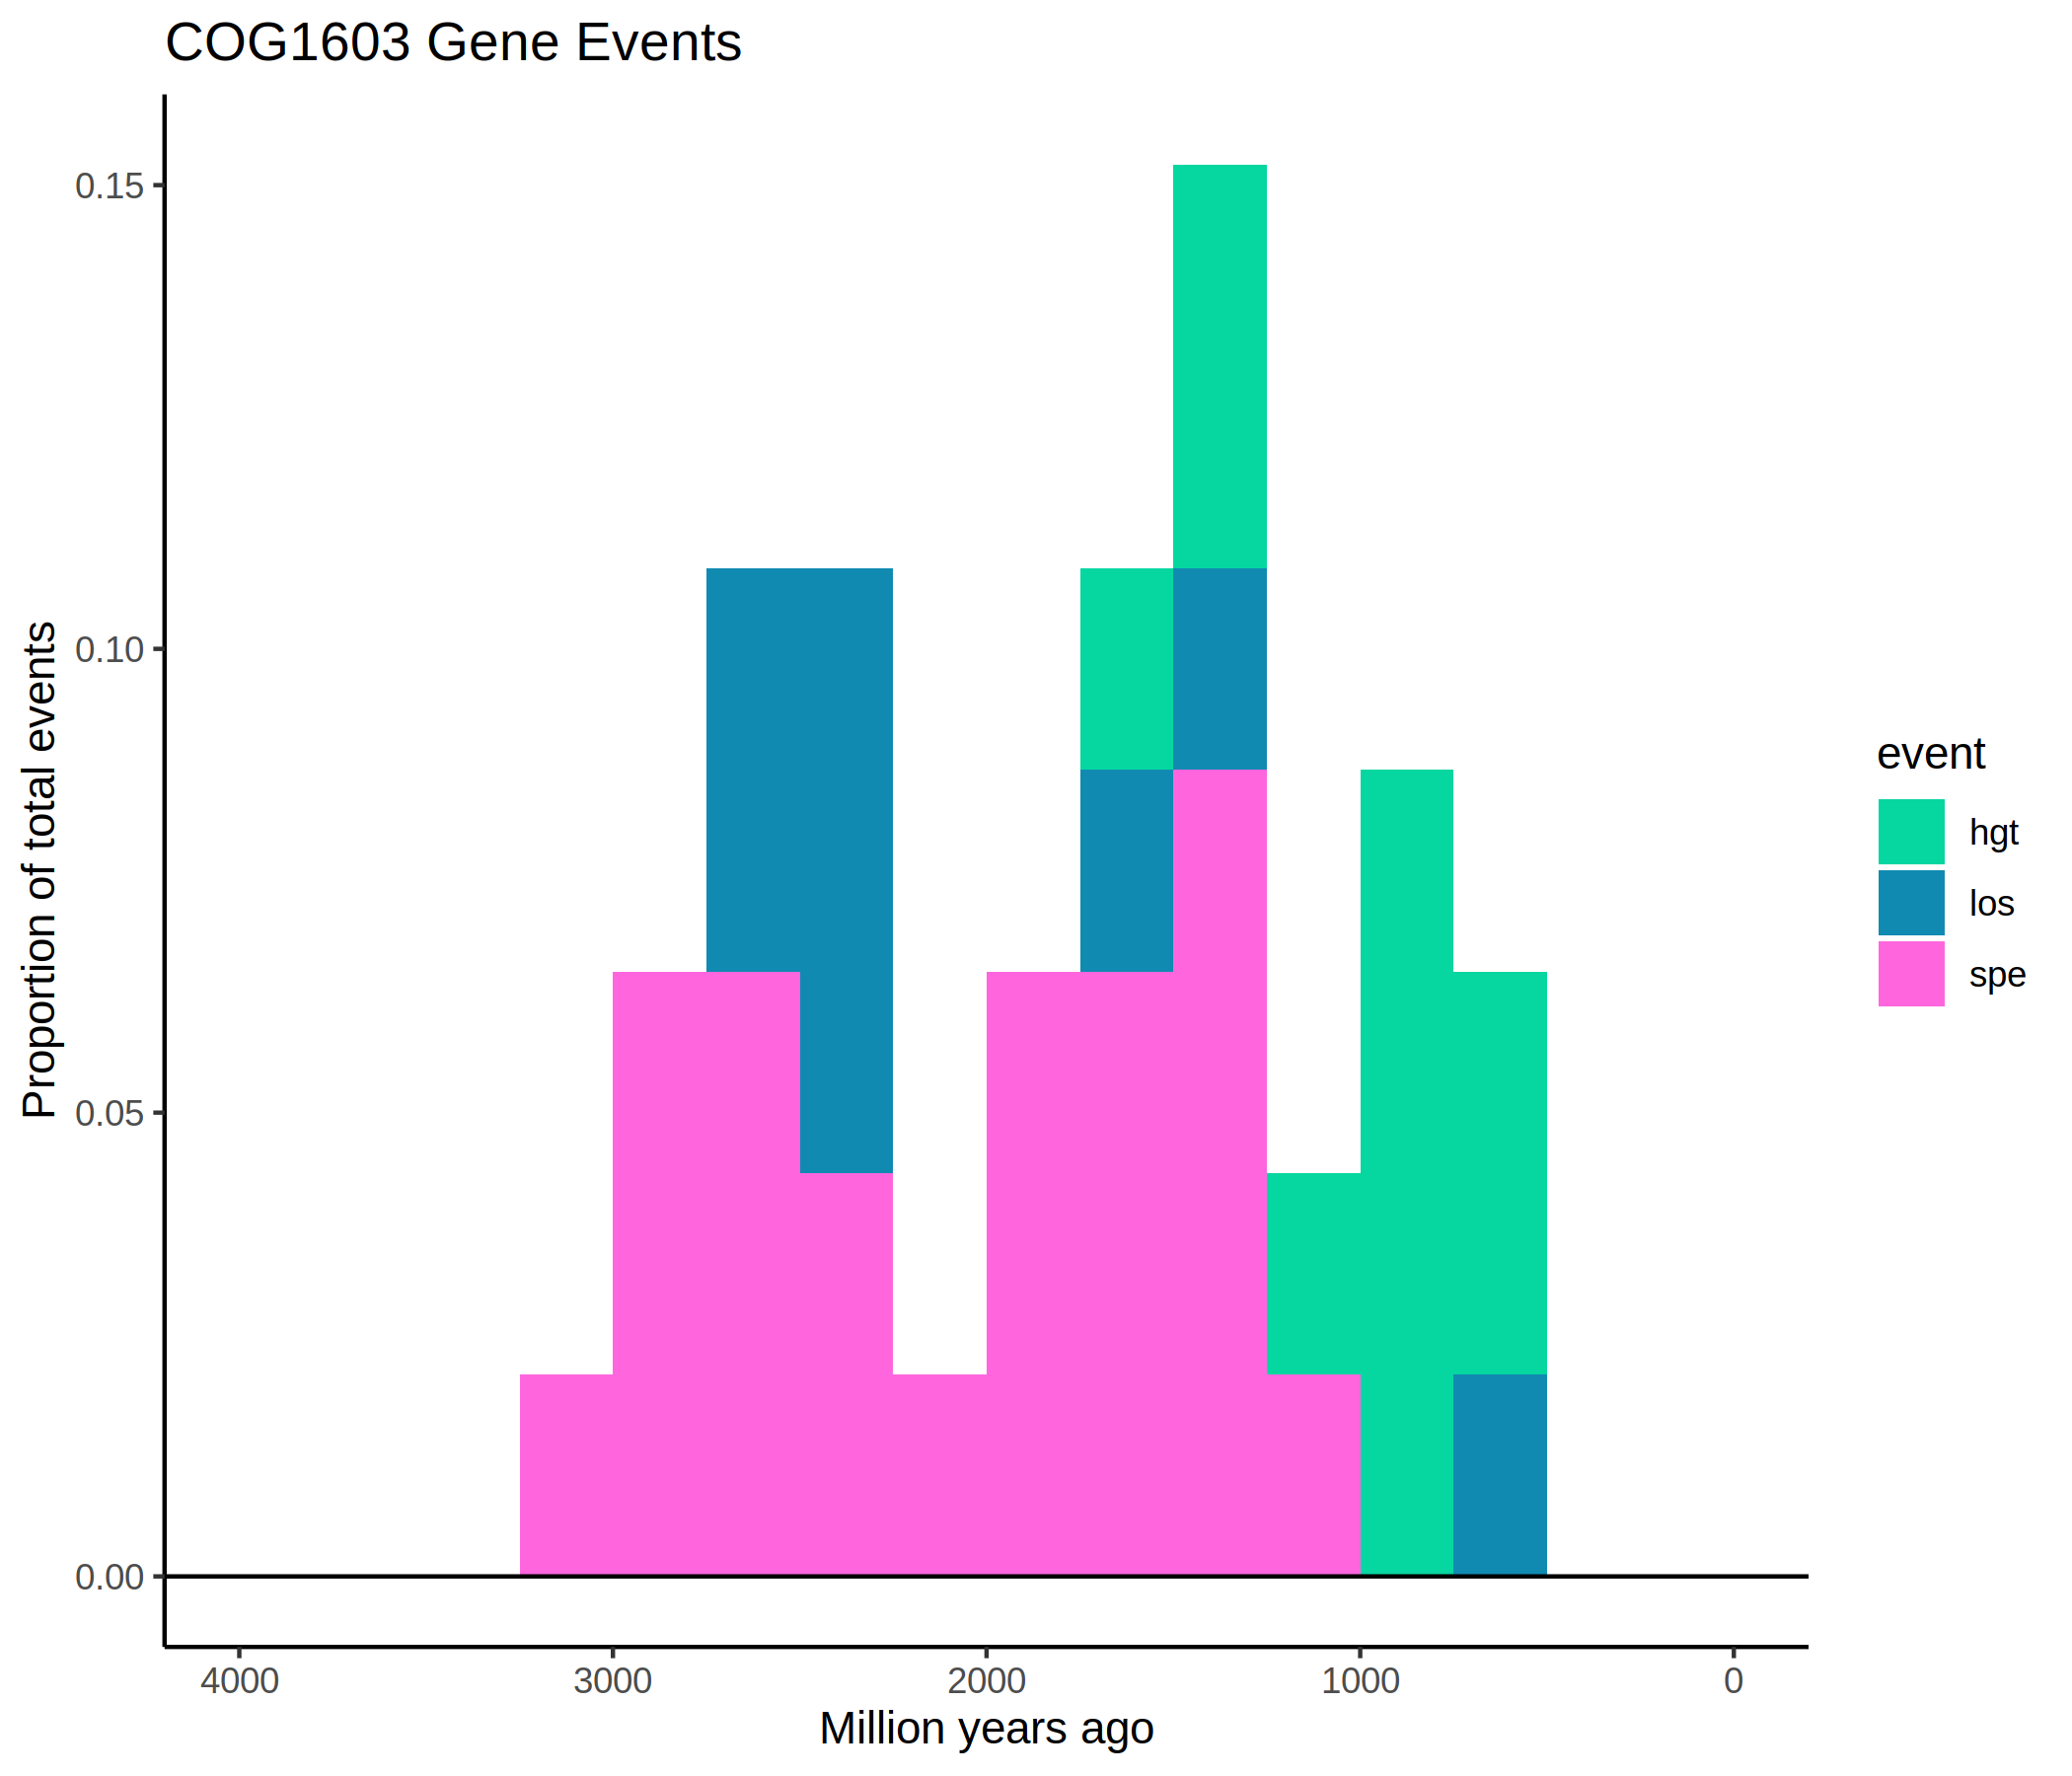 COG1603 Gene Events
Proportion of total events
0.15
0.10
0.05
0.00
4000 3000 2000 1000 0
Million years ago
event
hgt
los
spe